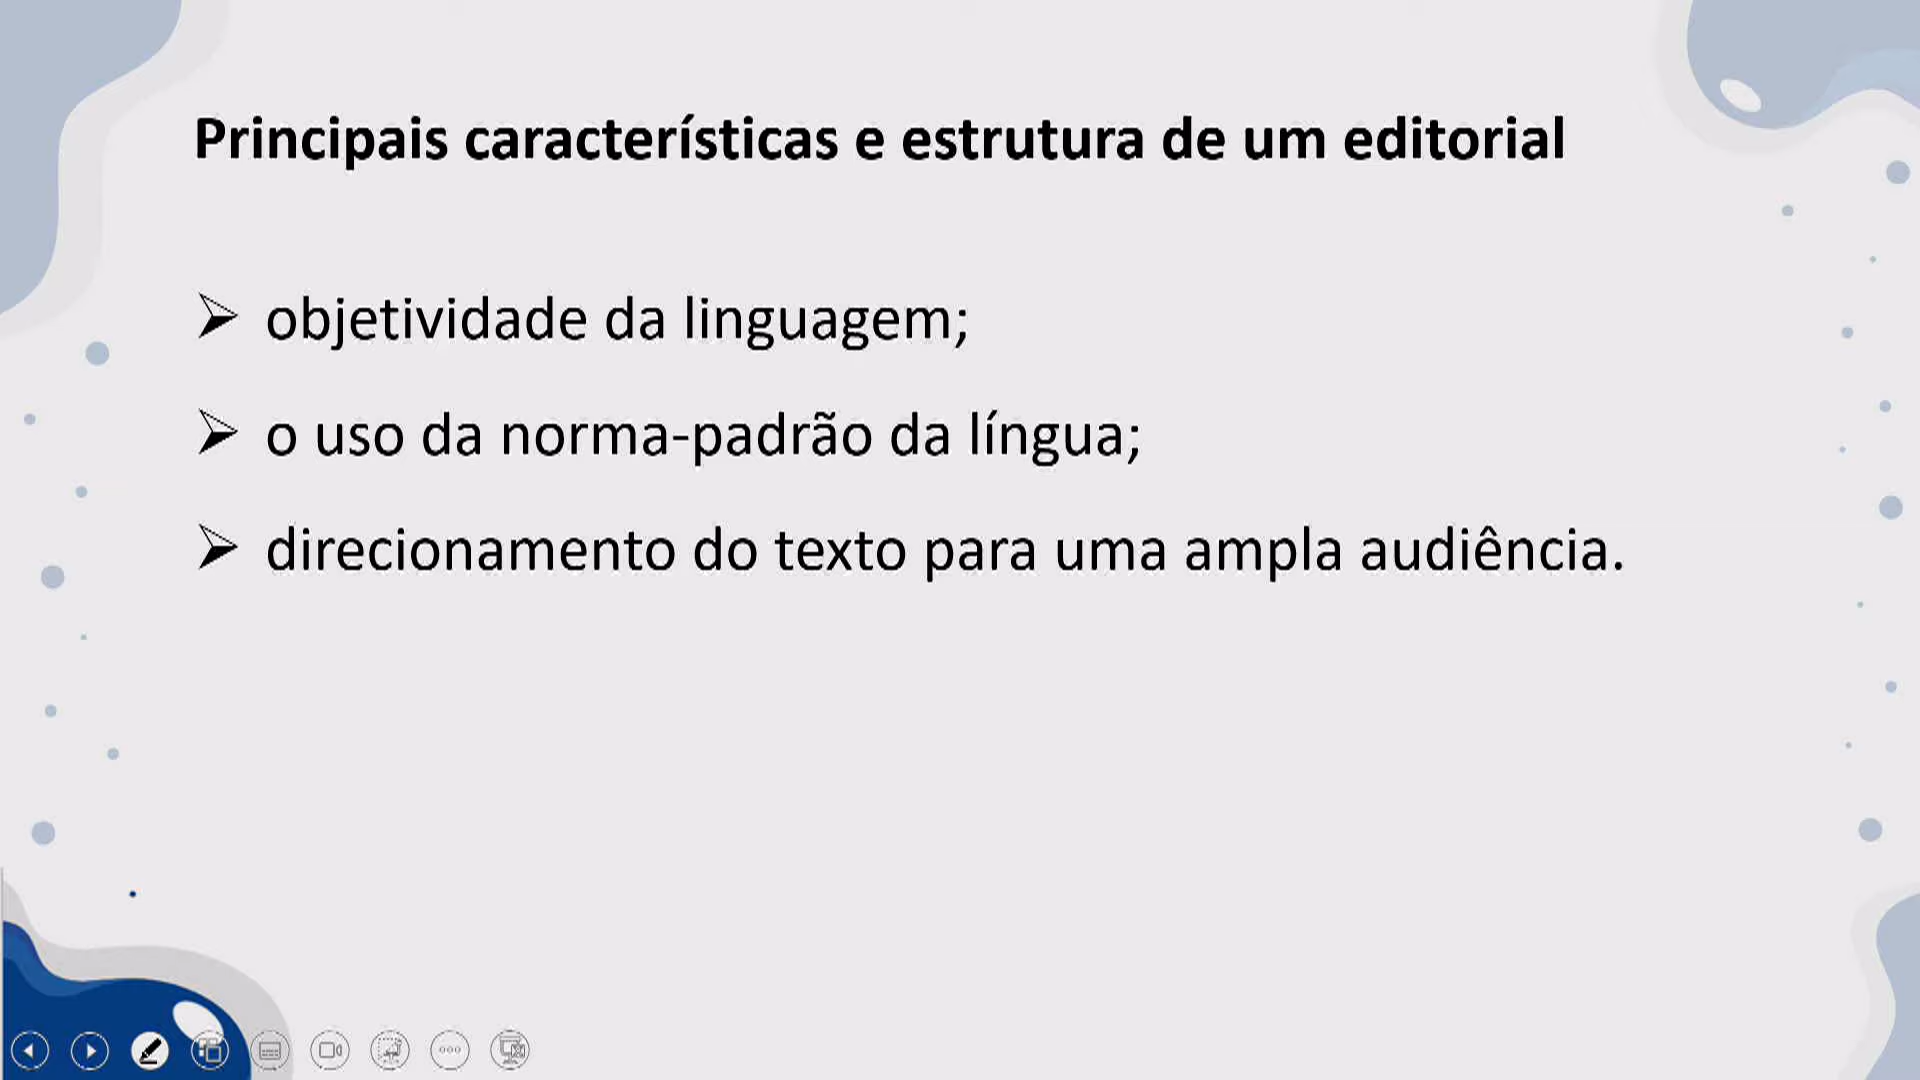 Principais características e estrutura de um editorial
objetividade da linguagem;
o uso da norma-padrão da língua;
direcionamento do texto para uma ampla audiência.